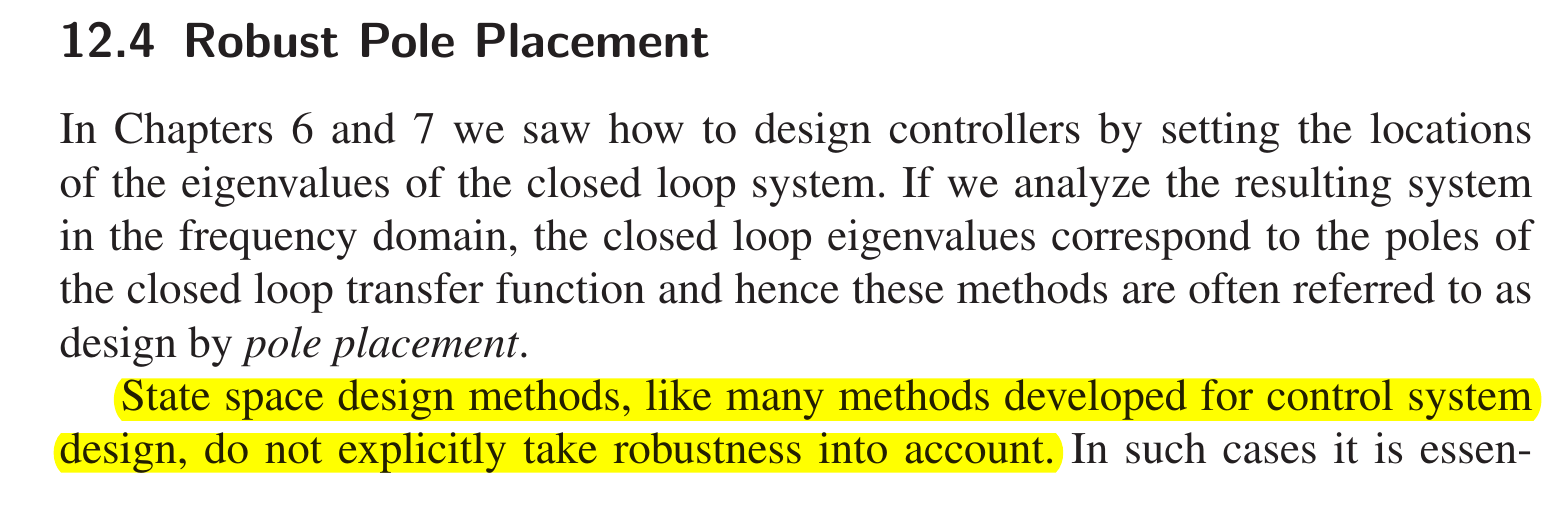 12.4 Robust Pole Placement
In Chapters 6 and 7 we saw how to design controllers by setting the locations
of the eigenvalues of the closed loop system. If we analyze the resulting system
in the frequency domain, the closed loop eigenvalues correspond to the poles of
the closed loop transfer function and hence these methods are often referred to as
design by pole placement.
State space design methods, like many methods developed for control system
design, do not explicitly take robustness into account. In such cases it is essen-